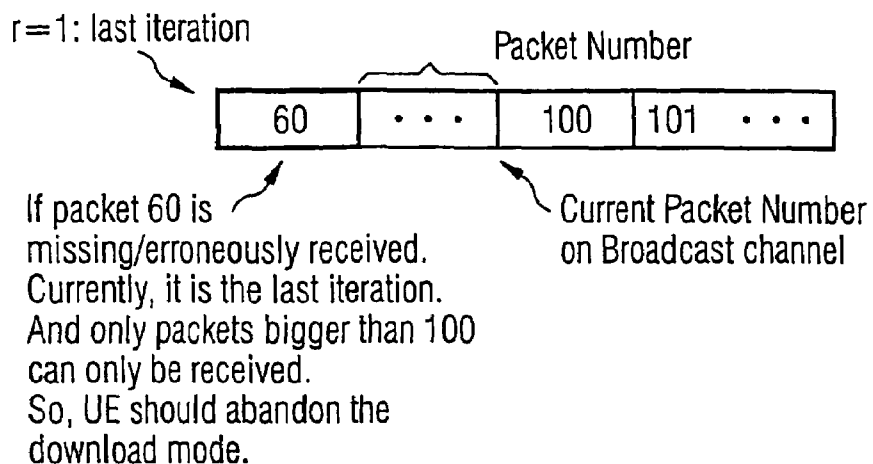 r=1: last iteration
Packet Number
60 • • • 100 101 • • •
If packet 60 is
missing/erroneously received.
Currently, it is the last iteration.
And only packets bigger than 100
can only be received.
So, UE should abandon the
download mode.
Current Packet Number
on Broadcast channel